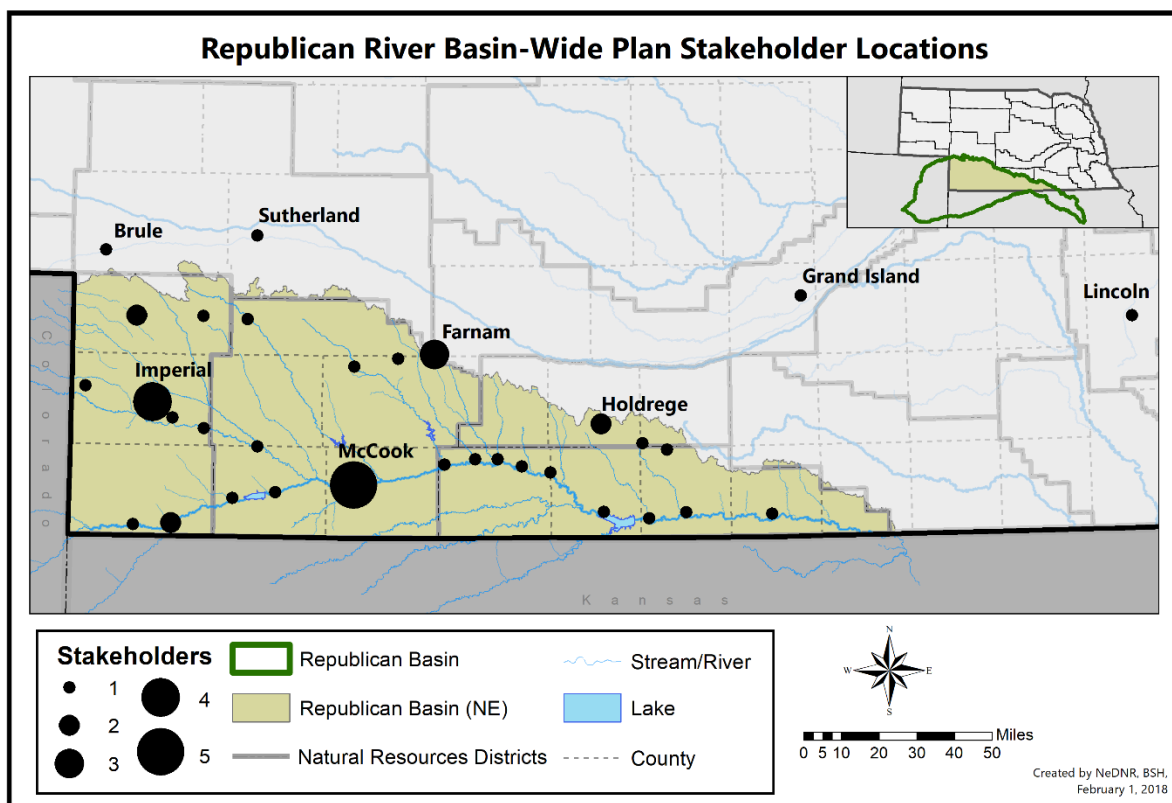 Republican River Basin-Wide Plan Stakeholder Locations
Brule
Sutherland
Grand Island
Lincoln
Farnam
Imperial
Holdrege
McCook
Colorado
Kansas
Stakeholders
1
2
3
4
5
Republican Basin
Republican Basin (NE)
Natural Resources Districts
Stream/River
Lake
County
N
W
E
S
0 5 10 20 30 40 50 Miles
Created by NeDNR, BSH,
February 1, 2018